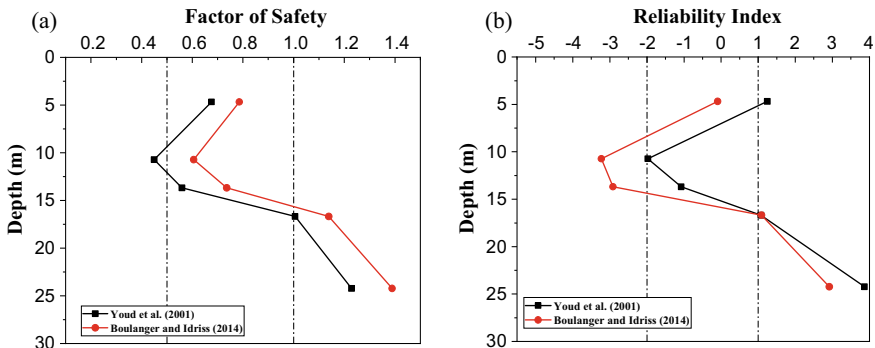 (a)
Factor of Safety
0.2 0.4 0.6 0.8 1.0 1.2 1.4
0
5
10
15
20
25
30
Depth (m)
Youd et al. (2001)
Boulanger and Idriss (2014)
(b)
Reliability Index
-5 -4 -3 -2 -1 0 1 2 3 4
0
5
10
15
20
25
30
Depth (m)
Youd et al. (2001)
Boulanger and Idriss (2014)